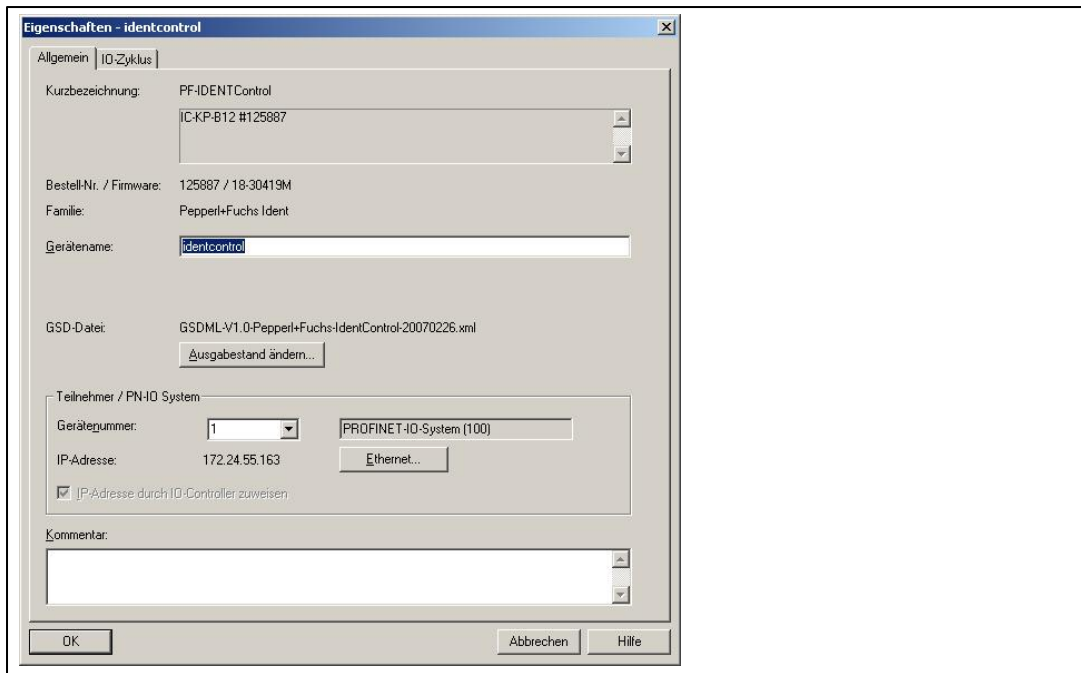 Eigenschaften - identcontrol
Allgemein IO-Zyklus
Kurzbezeichnung: PF-IDENTControl
IC-KP-B12 #125887
Bestell-Nr. / Firmware: 125887 / 18-30419M
Familie: Pepperl+Fuchs Ident
Gerätename: identcontrol
GSD-Datei: GSDML-V1.0-Pepperl+Fuchs-IdentControl-20070226.xml
Ausgabestand ändern...
Teilnehmer / PN-IO System
Gerätenummer: 1 PROFINET-IO-System (100)
IP-Adresse: 172.24.55.163 Ethernet...
IP-Adresse durch IO-Controller zuweisen
Kommentar:
OK Abbrechen Hilfe